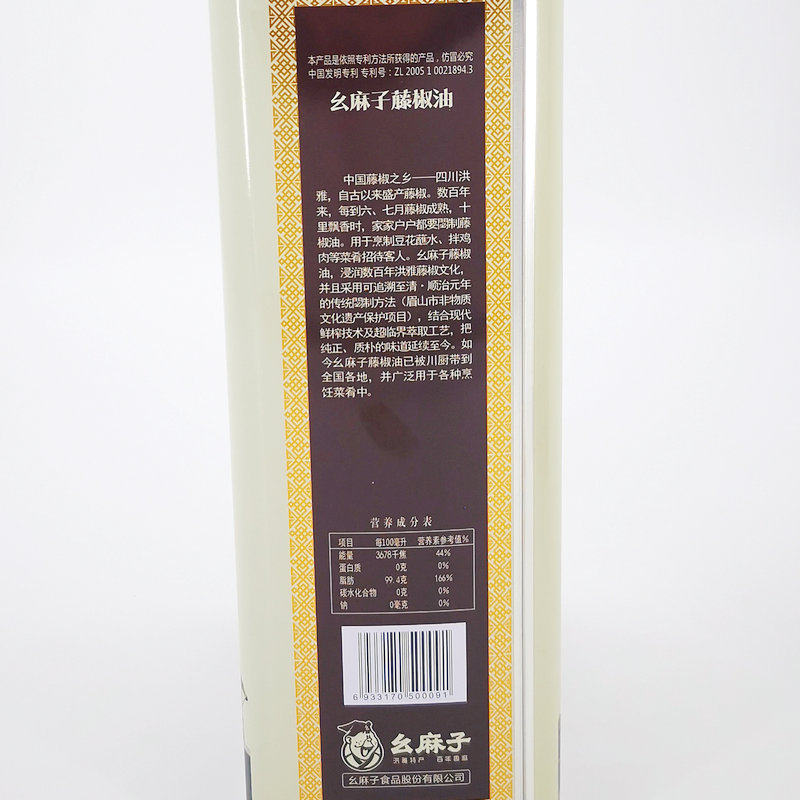 本产品是依照专利方法所获得的产品，仿冒必究
中国发明专利 专利号：ZL 2005 1 0021894.3
幺麻子藤椒油
中国藤椒之乡——四川洪
雅，自古以来盛产藤椒。数百年
来，每到六、七月藤椒成熟，十
里飘香时，家家户户都要閟制藤
椒油。用于烹制豆花蘸水、拌鸡
肉等菜肴招待客人。幺麻子藤椒
油，浸润数百年洪雅藤椒文化，
并且采用可追溯至清·顺治元年
的传统閟制方法（眉山市非物质
文化遗产保护项目），结合现代
鲜榨技术及超临界萃取工艺，把
纯正、质朴的味道延续至今。如
今幺麻子藤椒油已被川厨带到
全国各地，并广泛用于各种烹
饪菜肴中。
营养成分表
项目 每100毫升 营养素参考值%
能量 3678千焦 44%
蛋白质 0克 0%
脂肪 99.4克 166%
碳水化合物 0克 0%
钠 0毫克 0%
6 933170 500091
幺麻子
洪雅特产 百年香麻
幺麻子食品股份有限公司